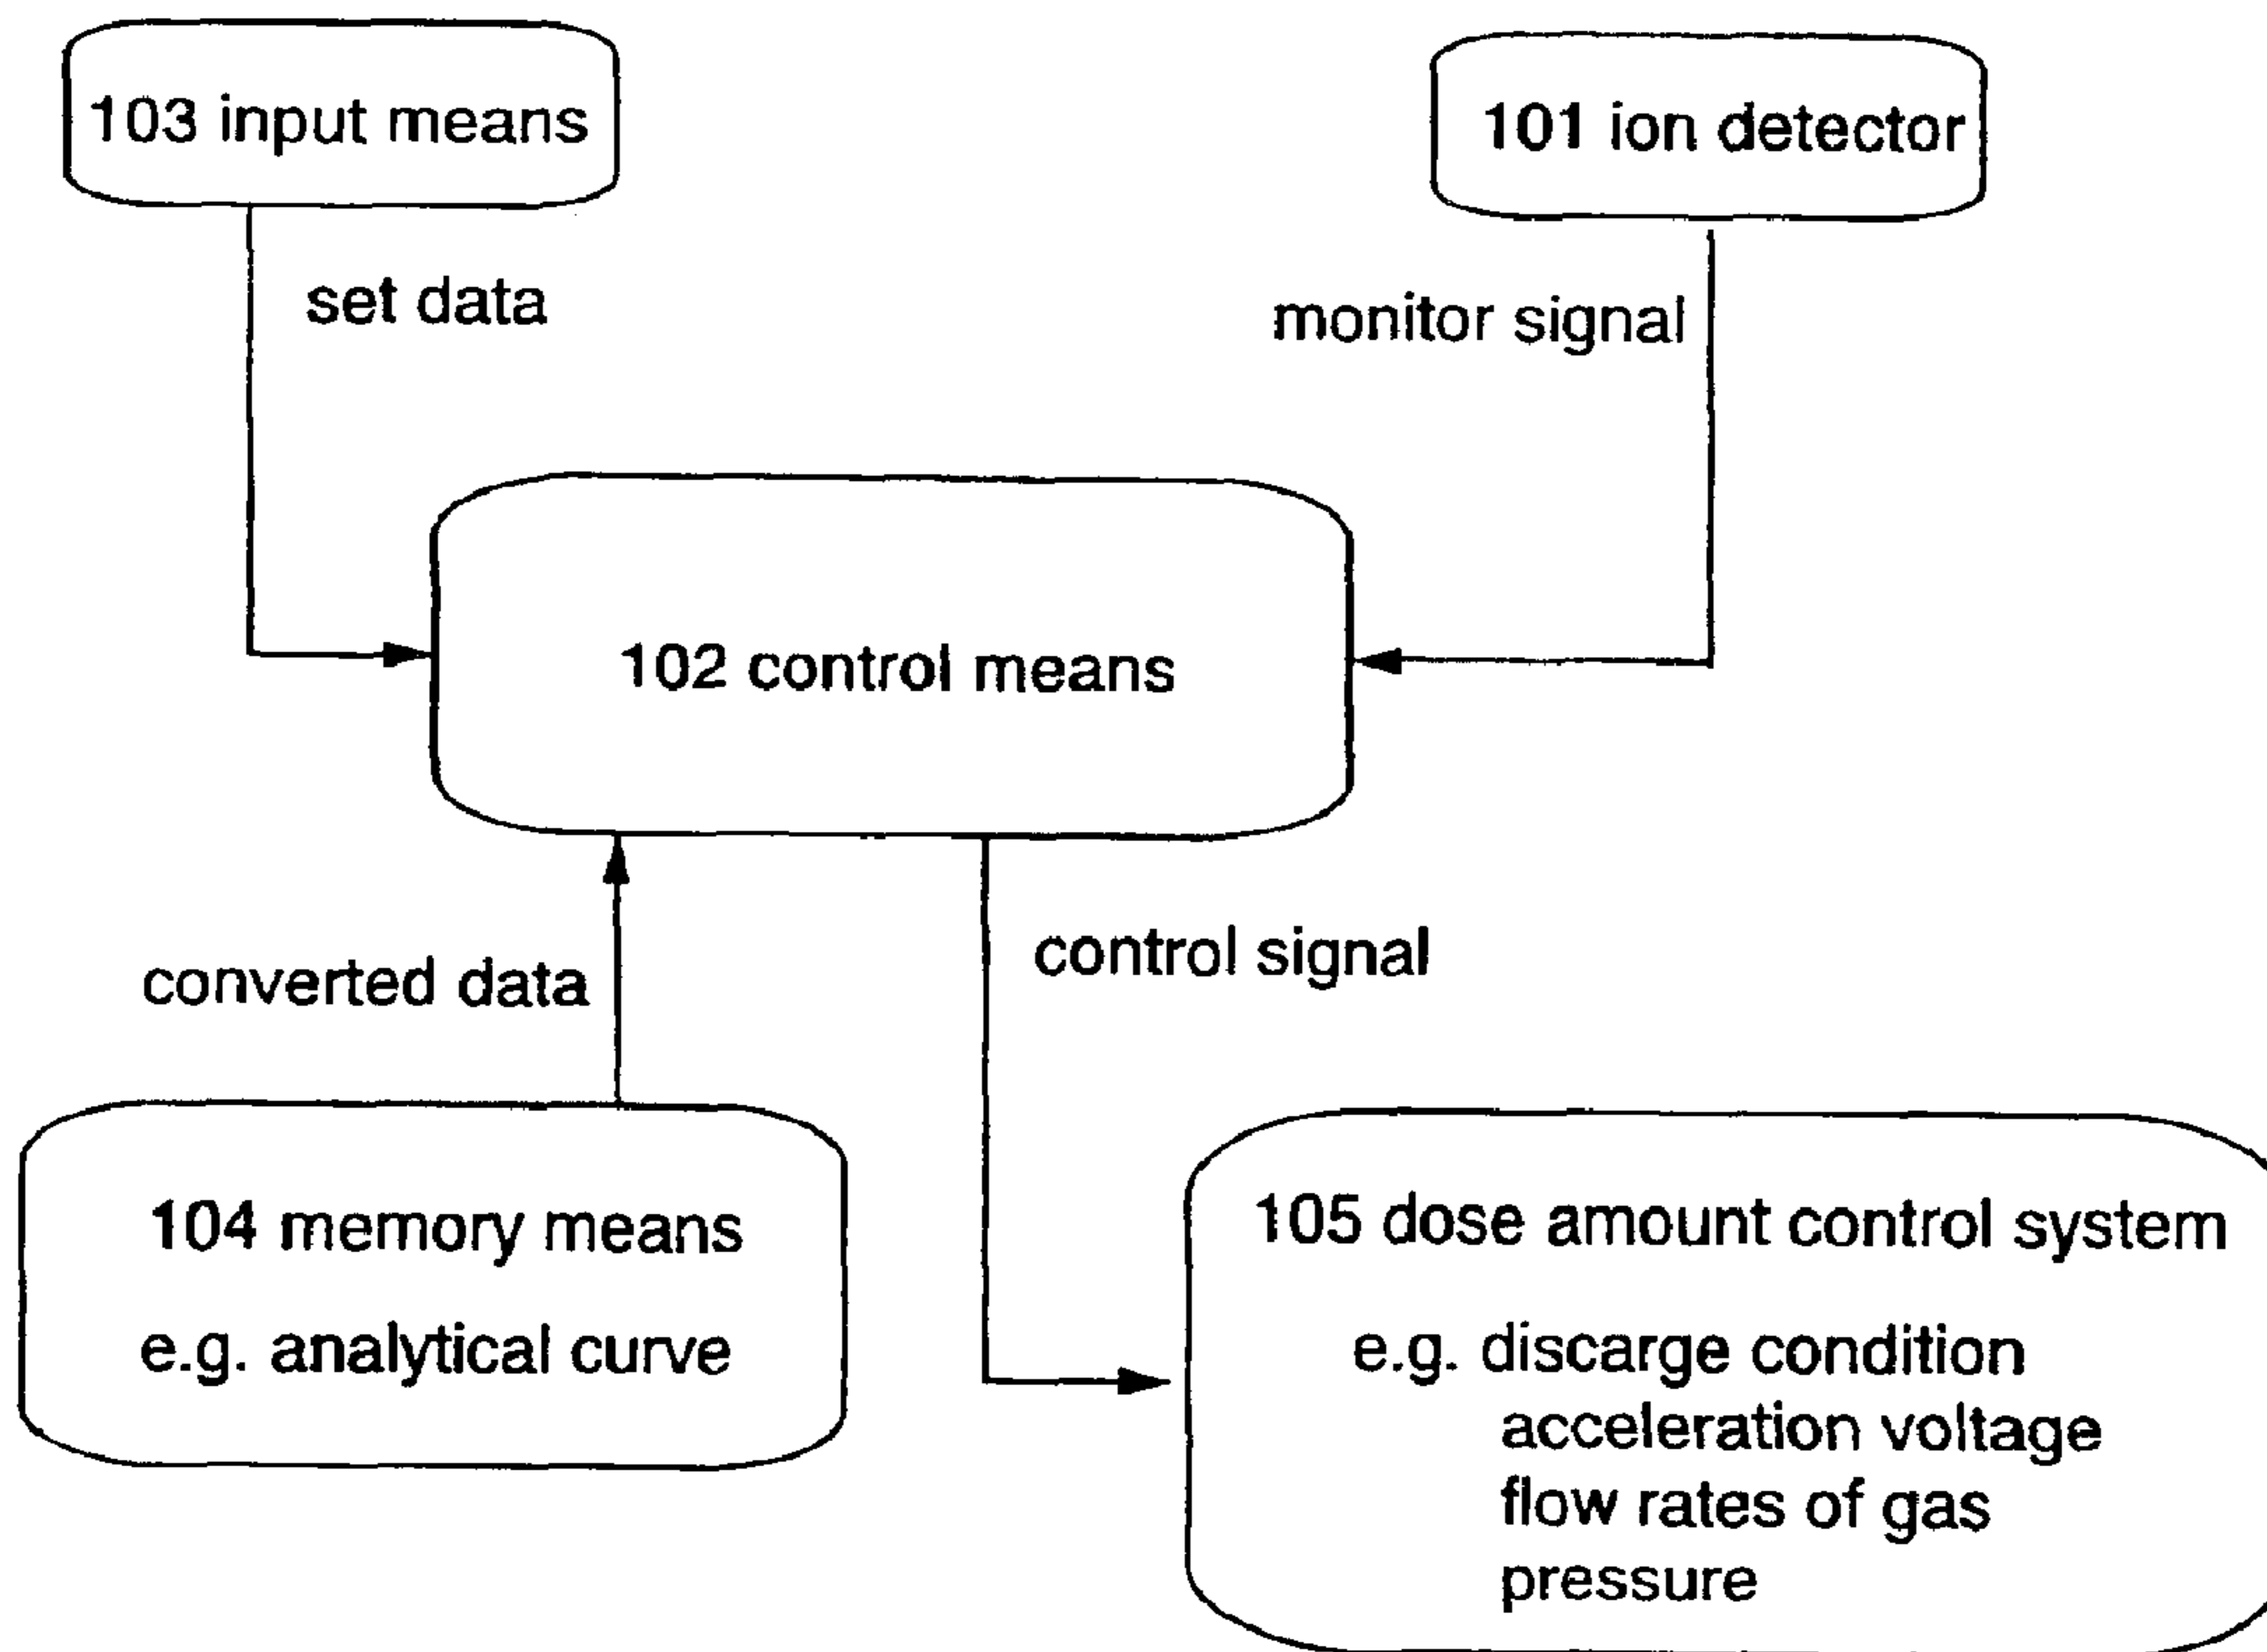 103 input means
101 ion detector
set data
monitor signal
102 control means
converted data
control signal
104 memory means
e.g. analytical curve
105 dose amount control system
e.g. discarge condition
acceleration voltage
flow rates of gas
pressure